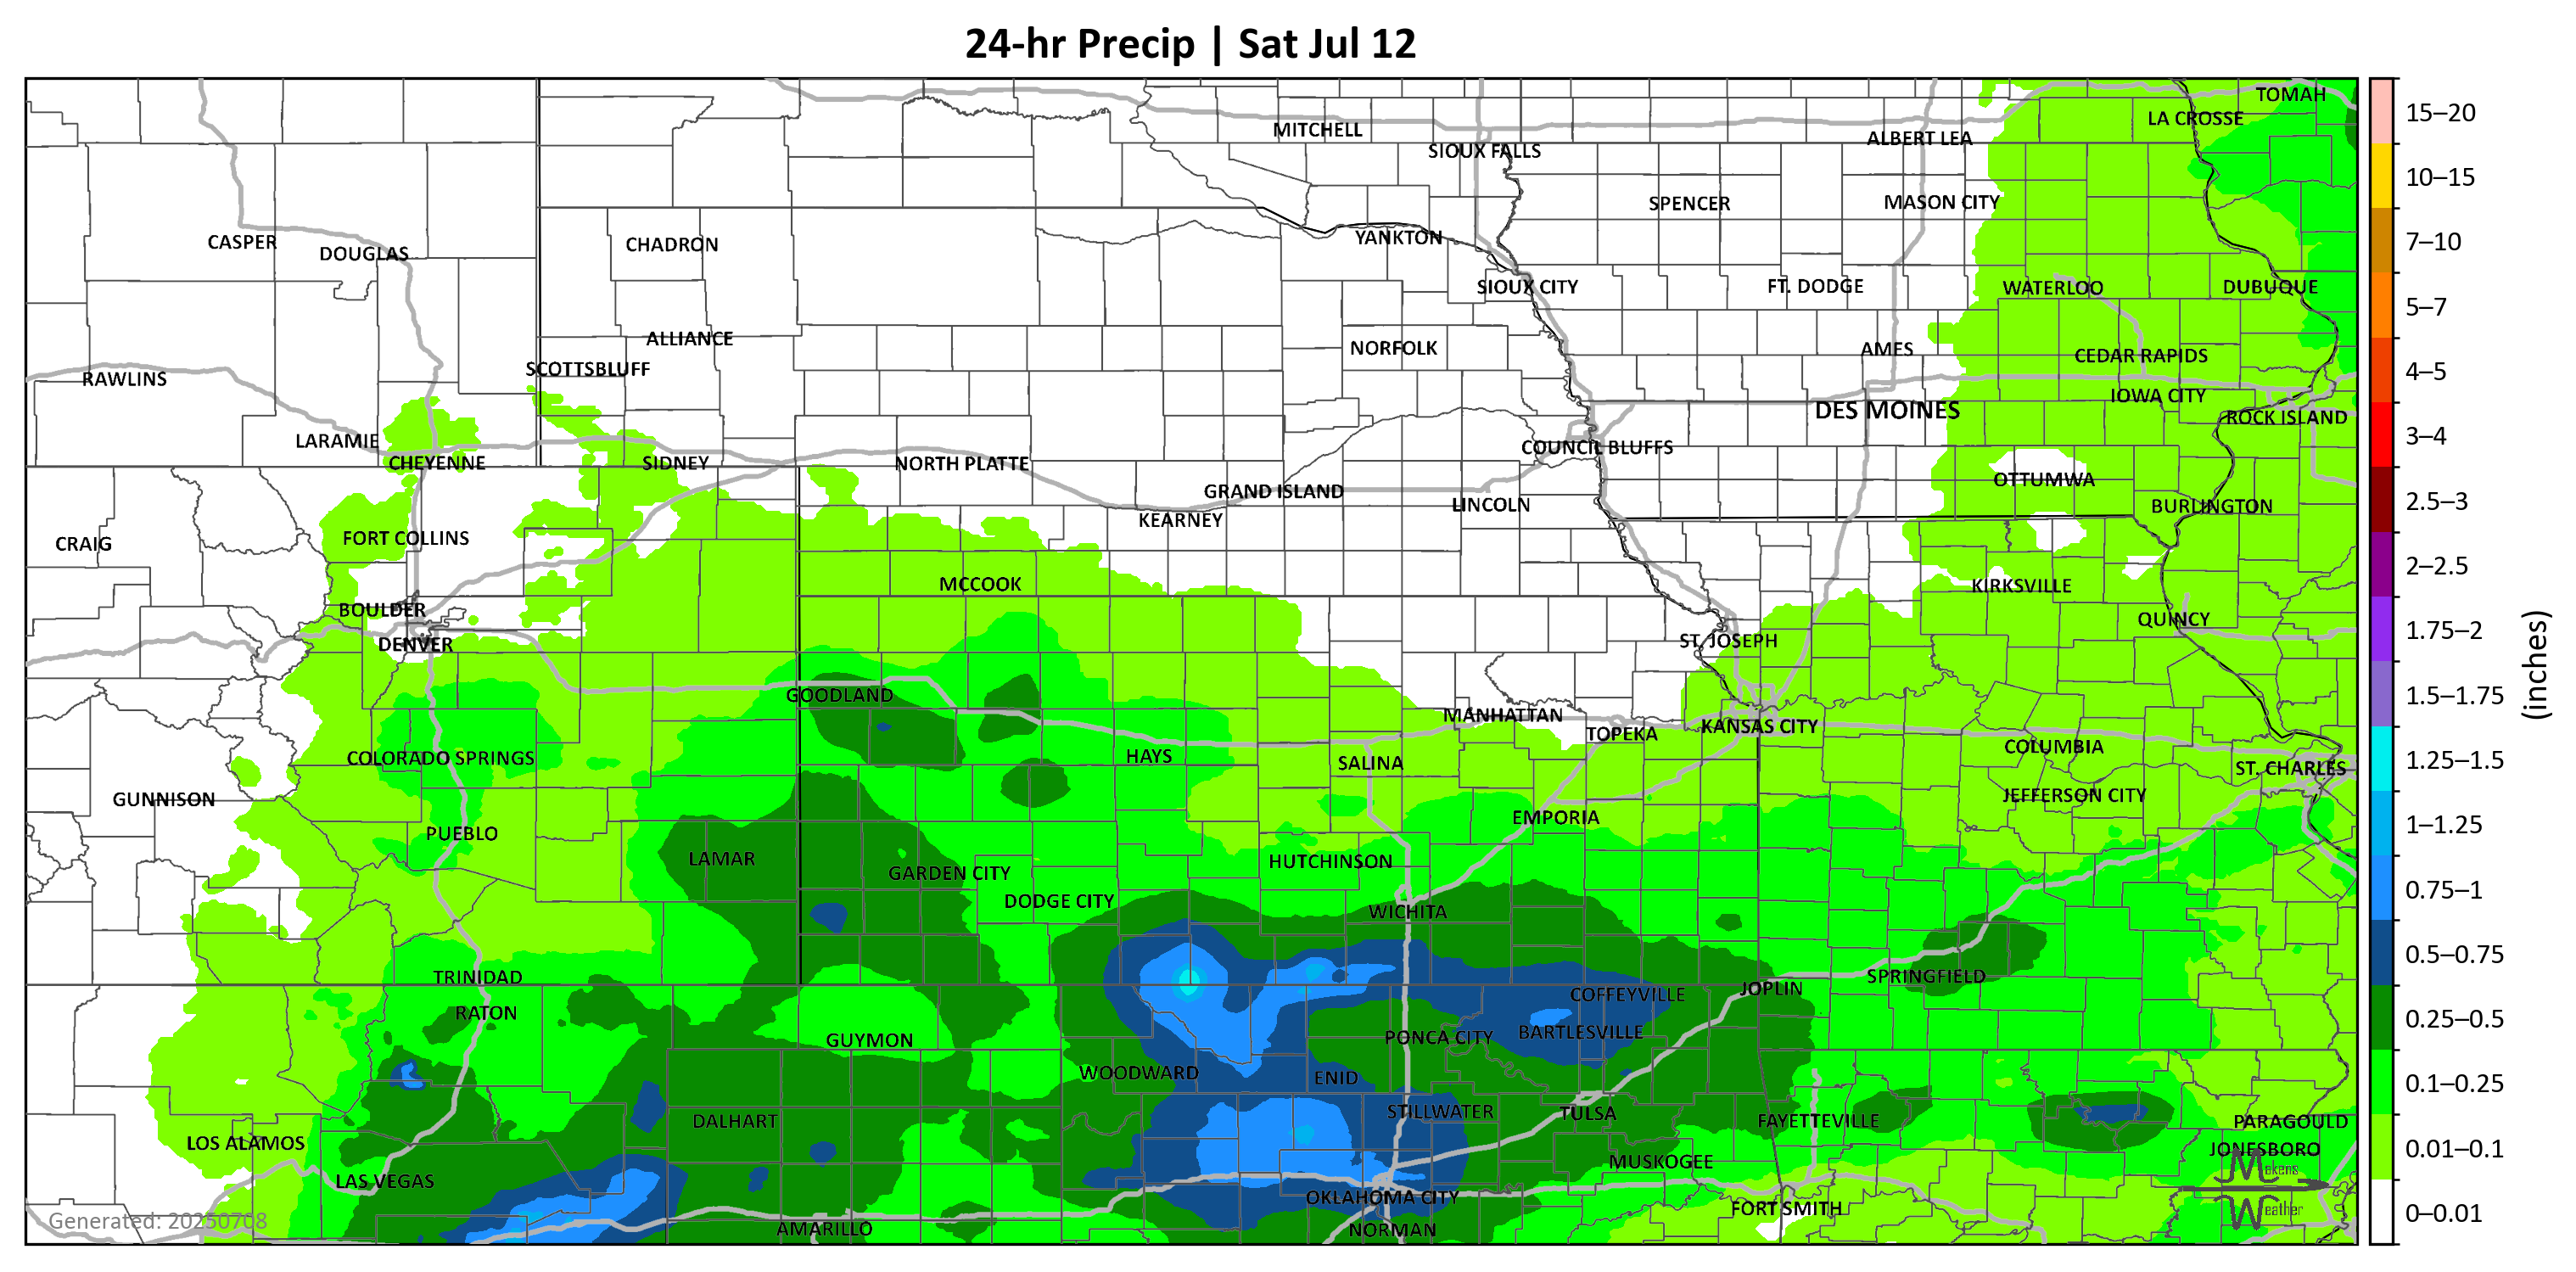 24-hr Precip | Sat Jul 12
TOMAH
LA CROSSE
MITCHELL
ALBERT LEA
SIOUX FALLS
SPENCER
MASON CITY
YANKTON
CASPER
CHADRON
DOUGLAS
SIOUX CITY
FT. DODGE
WATERLOO
DUBUQUE
ALLIANCE
NORFOLK
AMES
CEDAR RAPIDS
SCOTTSBLUFF
RAWLINS
IOWA CITY
DES MOINES
ROCK ISLAND
LARAMIE
COUNCIL BLUFFS
CHEYENNE
SIDNEY
NORTH PLATTE
OTTUMWA
GRAND ISLAND
LINCOLN
BURLINGTON
KEARNEY
CRAIG
FORT COLLINS
MCCOOK
KIRKSVILLE
BOULDER
QUINCY
DENVER
ST. JOSEPH
GOODLAND
MANHATTAN
KANSAS CITY
TOPEKA
COLUMBIA
COLORADO SPRINGS
HAYS
SALINA
ST. CHARLES
GUNNISON
JEFFERSON CITY
EMPORIA
PUEBLO
LAMAR
HUTCHINSON
GARDEN CITY
DODGE CITY
WICHITA
TRINIDAD
SPRINGFIELD
JOPLIN
COFFEYVILLE
RATON
GUYMON
PONCA CITY
BARTLESVILLE
WOODWARD
ENID
STILLWATER
TULSA
DALHART
FAYETTEVILLE
PARAGOULD
LOS ALAMOS
JONESBORO
MUSKOGEE
LAS VEGAS
OKLAHOMA CITY
FORT SMITH
AMARILLO
NORMAN
Generated: 20250708
Mekens
Weather
15–20
10–15
7–10
5–7
4–5
3–4
2.5–3
2–2.5
1.75–2
1.5–1.75
1.25–1.5
1–1.25
0.75–1
0.5–0.75
0.25–0.5
0.1–0.25
0.01–0.1
0–0.01
(inches)